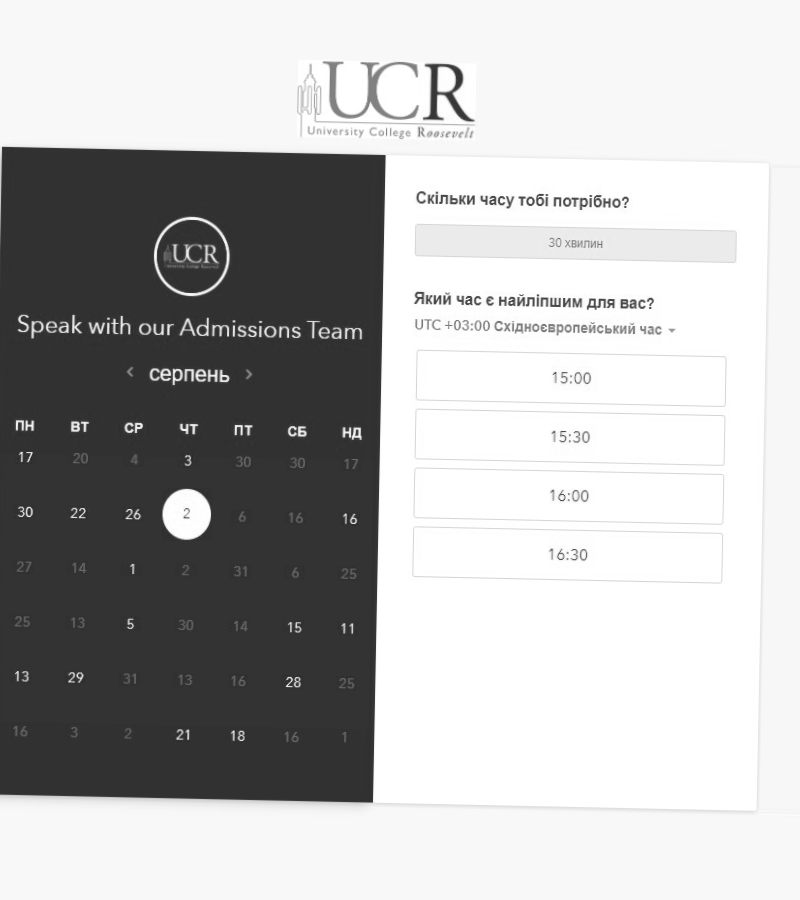 UCR
University College Roosevelt
UCR
Speak with our Admissions Team
серпень
ПН ВТ СР ЧТ ПТ СБ НД
17 20 4 3 30 30 17
30 22 26 2 6 16 16
27 14 1 2 31 6 25
25 13 5 30 14 15 11
13 29 31 13 16 28 25
16 3 2 21 18 16 1
Скільки часу тобі потрібно?
30 хвилин
Який час є найліпшим для вас?
UTC +03:00 Східноєвропейський час
15:00
15:30
16:00
16:30